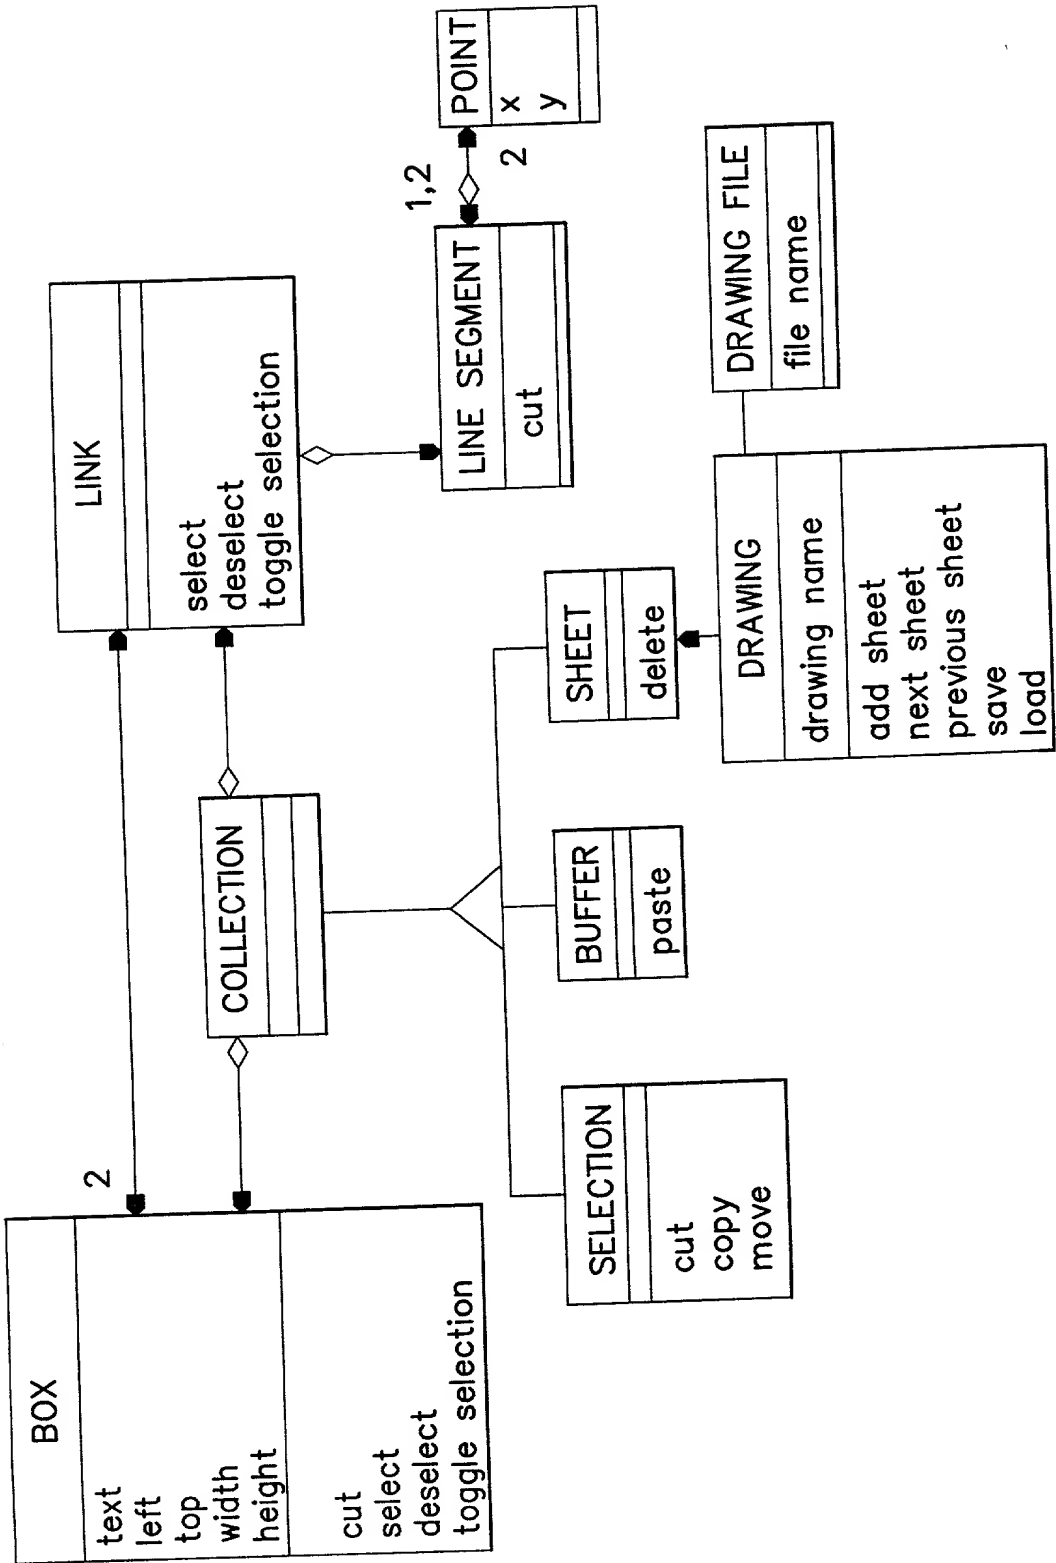 BOX
text
left
top
width
height
cut
select
deselect
toggle selection
2
COLLECTION
LINK
select
deselect
toggle selection
1,2
2
POINT
x
y
LINE SEGMENT
cut
SELECTION
cut
copy
move
BUFFER
paste
SHEET
delete
DRAWING
drawing name
add sheet
next sheet
previous sheet
save
load
DRAWING FILE
file name